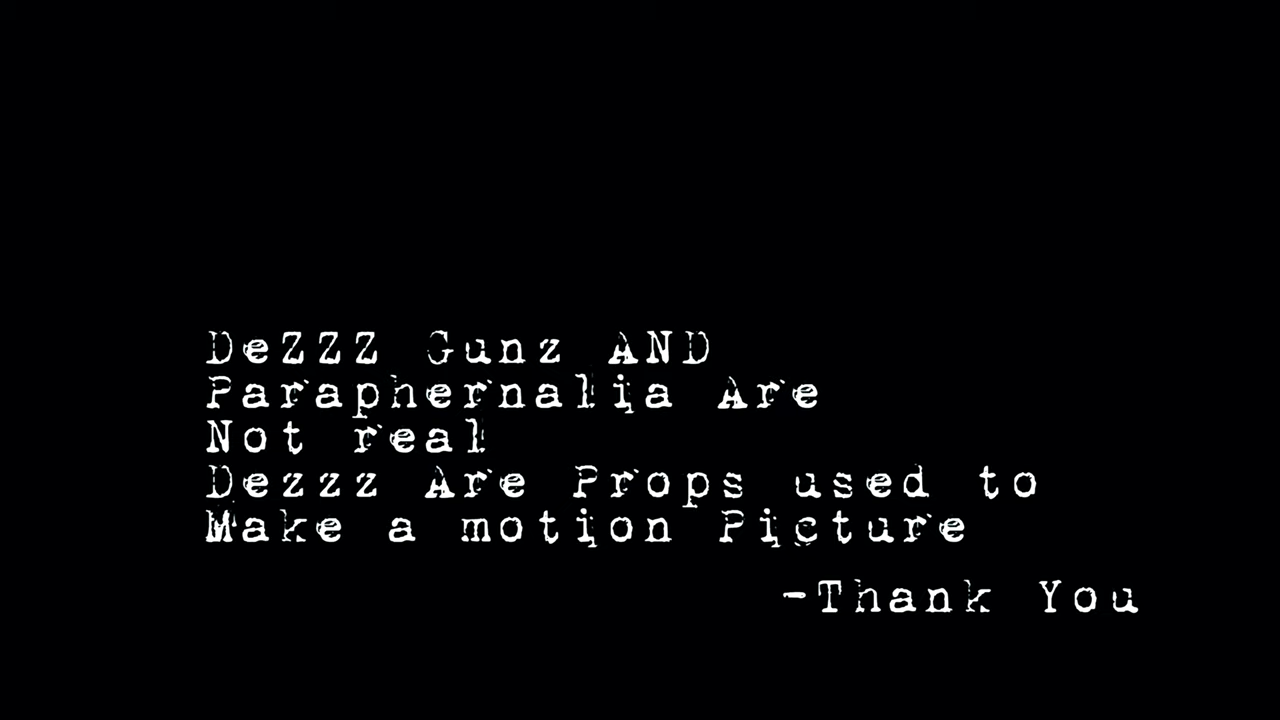 DeZZZ Gunz AND
Paraphernalia Are
Not real
Dezzz Are Props used to
Make a motion Picture
-Thank You